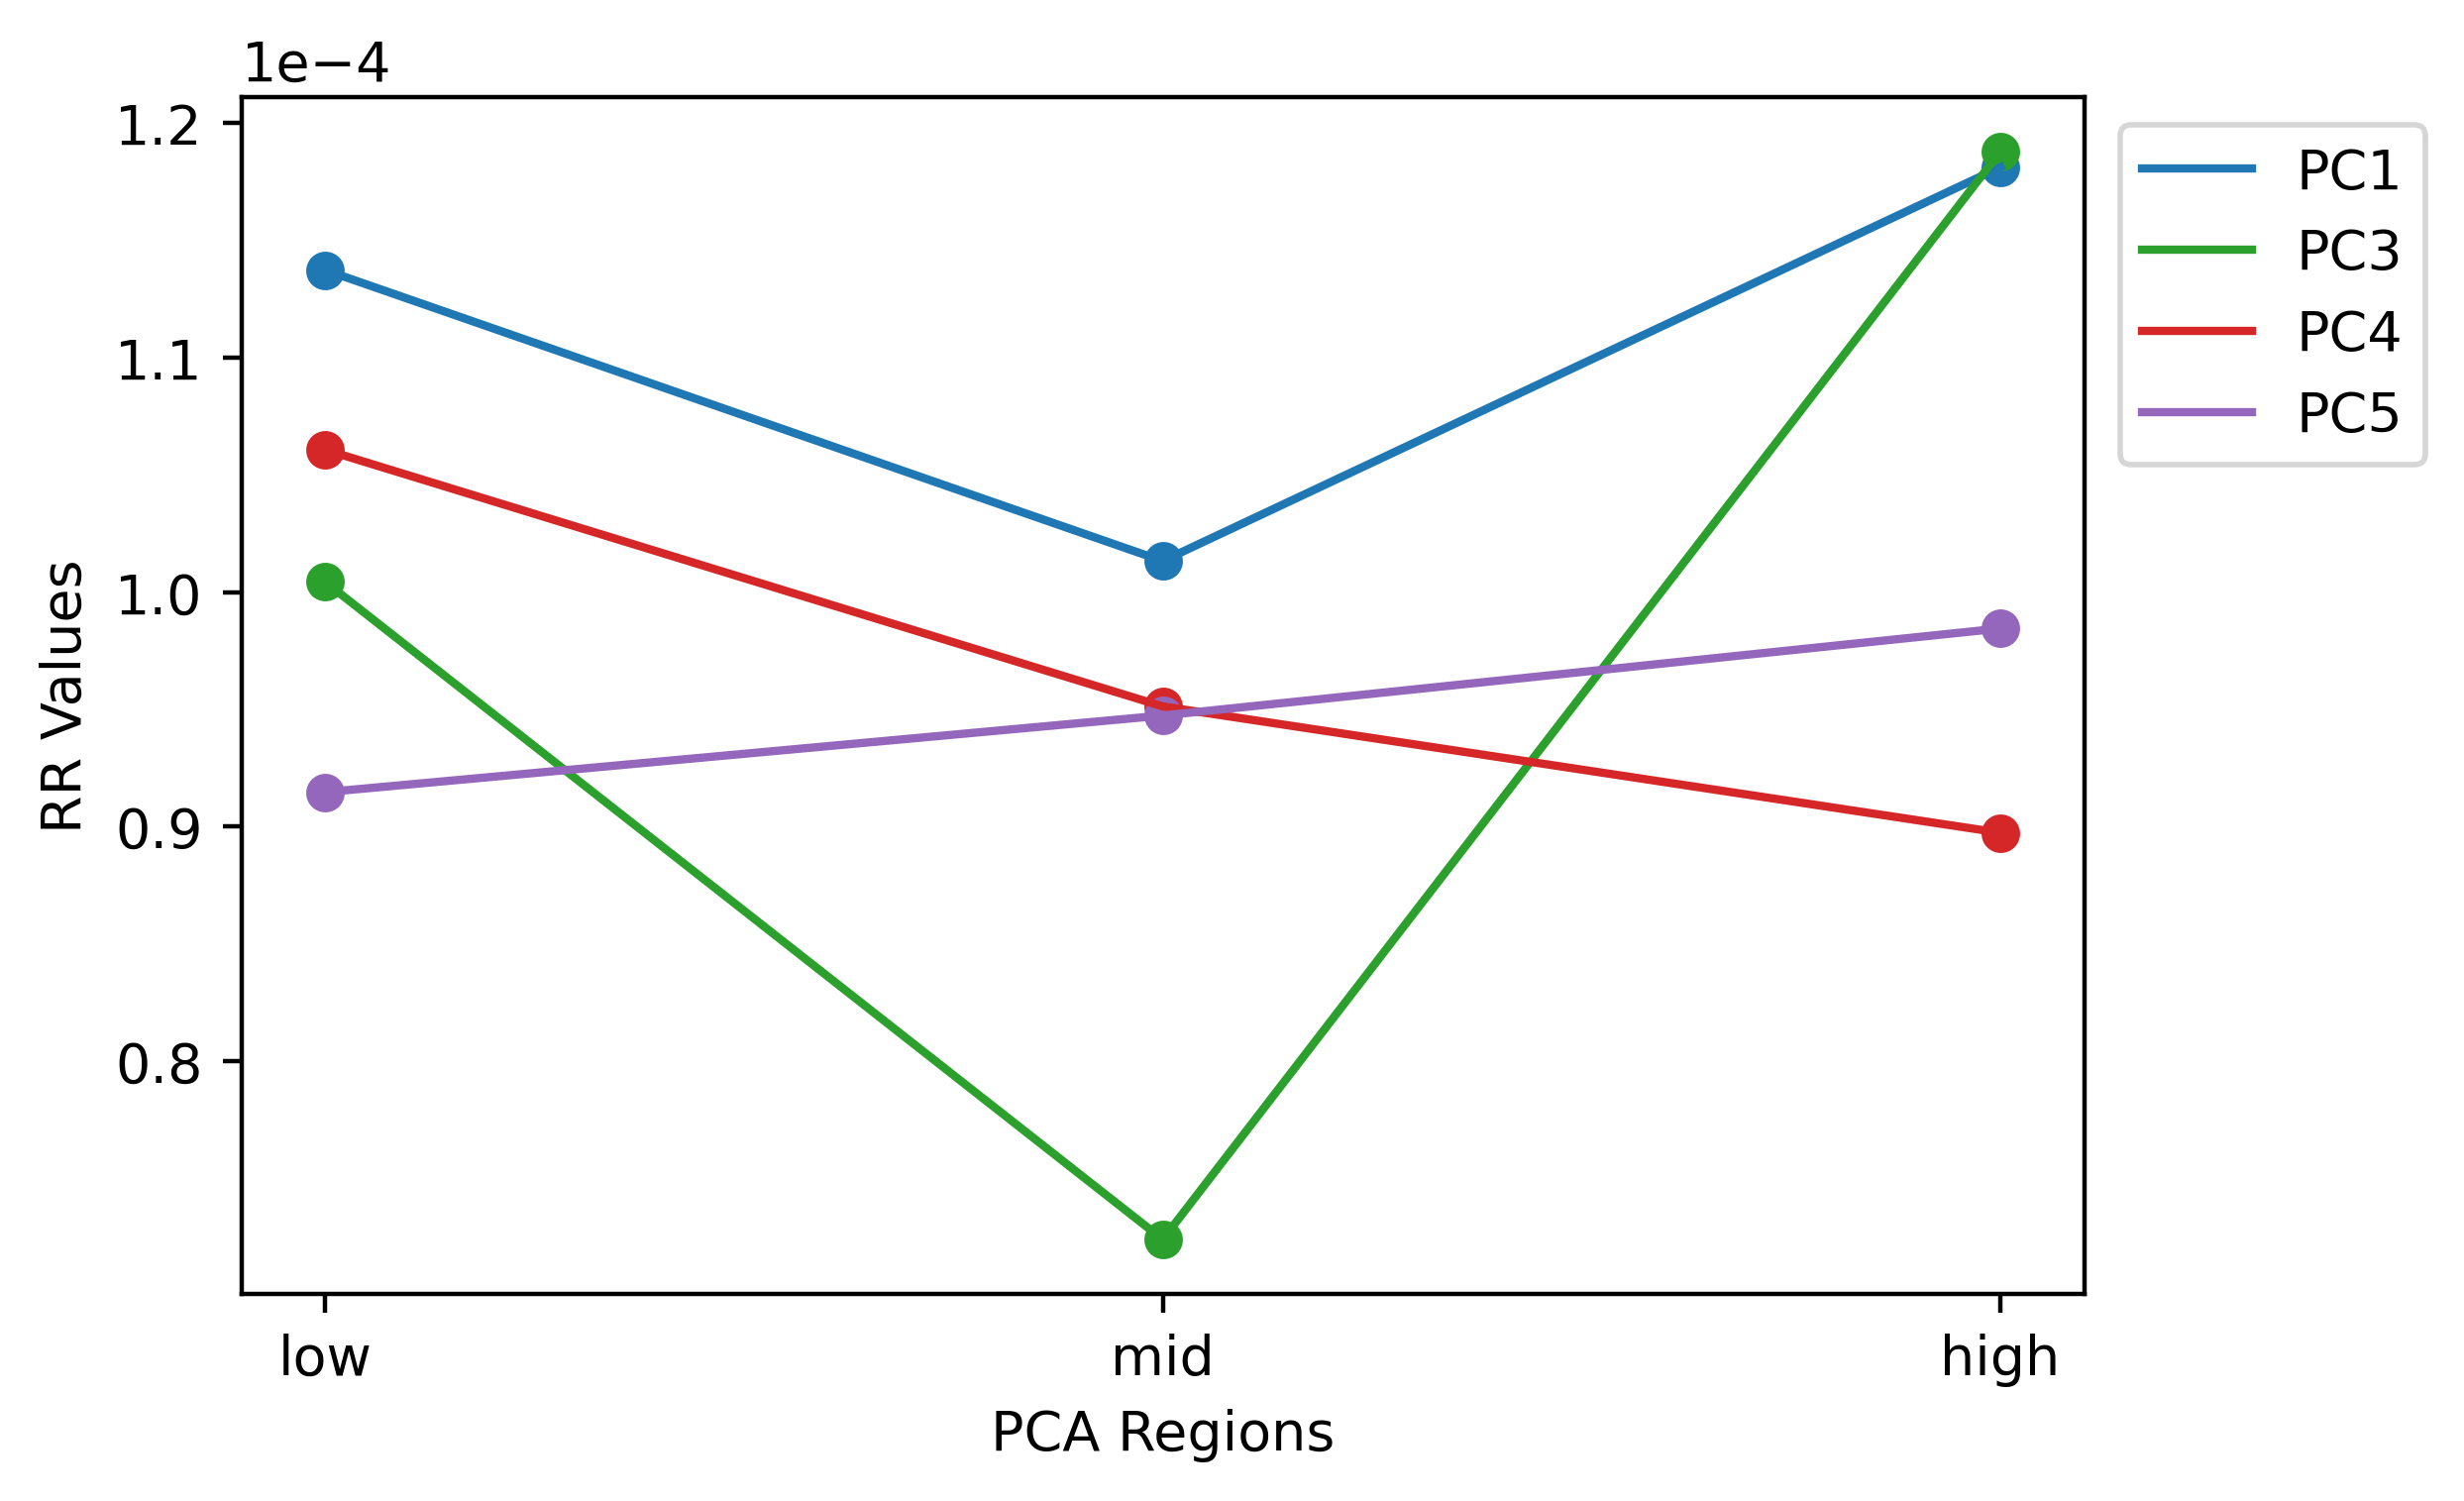 1e−4
1.2
1.1
1.0
0.9
0.8
RR Values
low
mid
high
PCA Regions
PC1
PC3
PC4
PC5